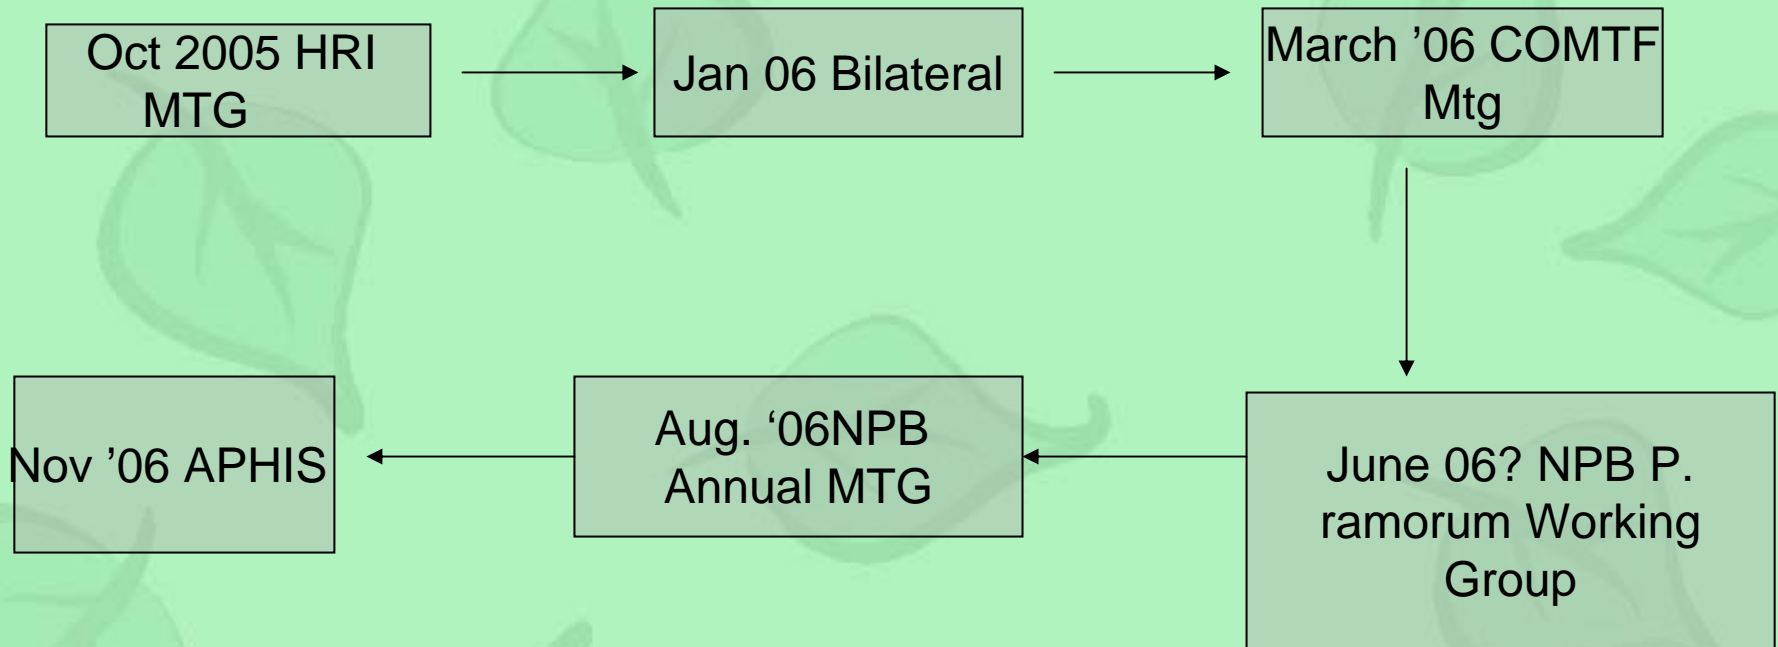 Oct 2005 HRI
MTG
Jan 06 Bilateral
March ’06 COMTF
Mtg
June 06? NPB P.
ramorum Working
Group
Aug. ‘06NPB
Annual MTG
Nov ’06 APHIS